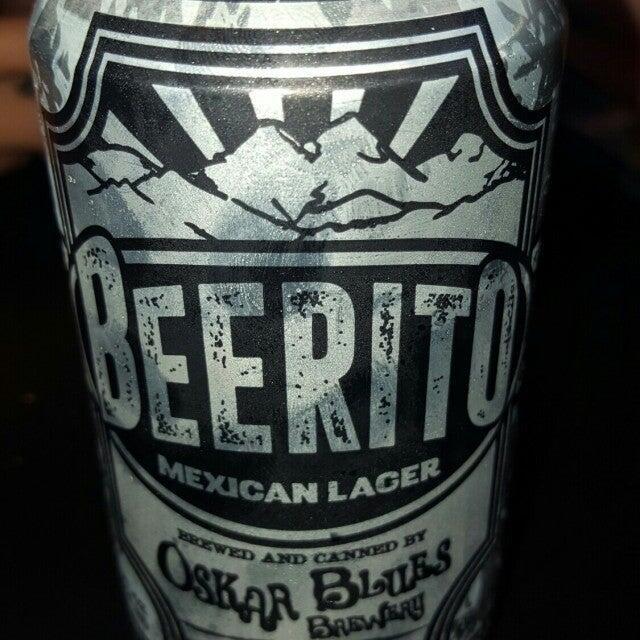 BEERITO
MEXICAN LAGER
BREWED AND CANNED BY
OSKAR BLUES
BREWERY